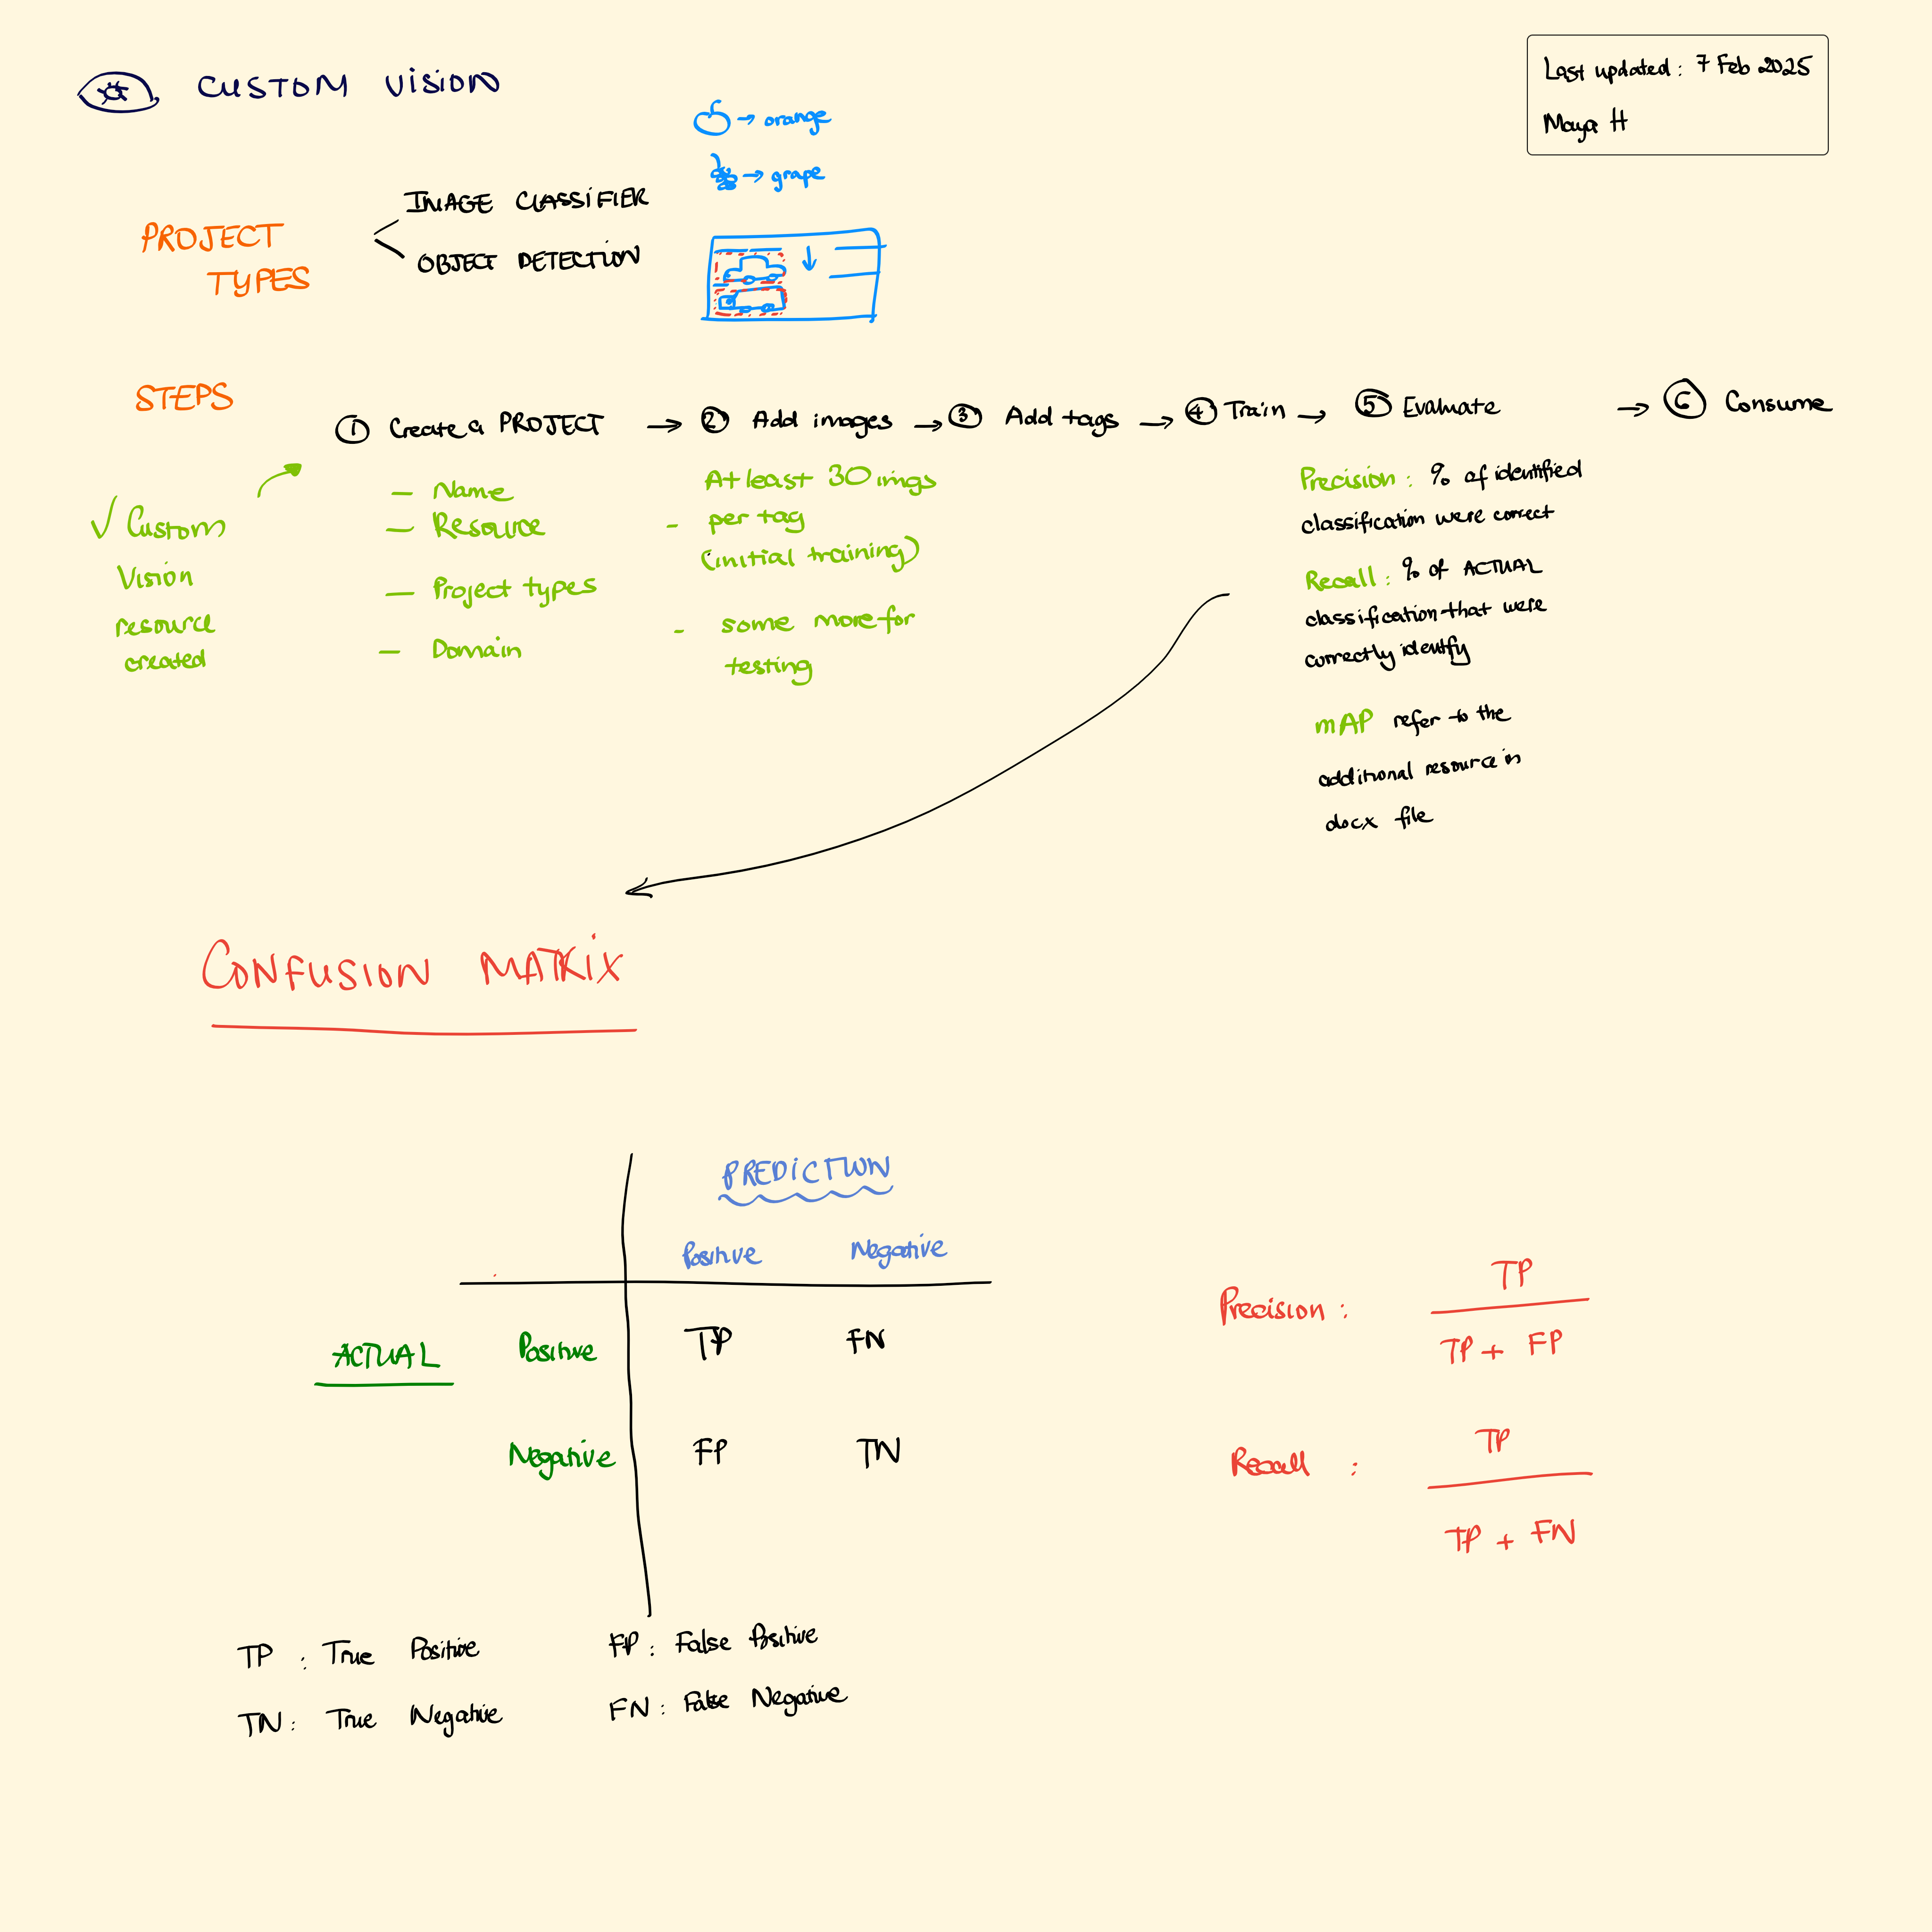 CUSTOM VISION
Last updated : 7 Feb 2025
Maya H
→ orange
→ grape
PROJECT
TYPES
IMAGE CLASSIFIER
OBJECT DETECTION
STEPS
① Create a PROJECT → ② Add images → ③ Add tags → ④ Train → ⑤ Evaluate → ⑥ Consume
√ Custom
Vision
resource
created
— Name
— Resource
— Project types
— Domain
At least 30 imgs
- per tag
(initial training)
- some more for
testing
Precision : % of identified
classification were correct
Recall : % of ACTUAL
classification that were
correctly identify
mAP refer to the
additional resource in
docx file
CONFUSION MATRIX
PREDICTION
Positive Negative
ACTUAL Positive TP FN
Negative FP TN
Precision :
TP
TP + FP
Recall :
TP
TP + FN
TP : True Positive FP : False Positive
TN : True Negative FN : False Negative